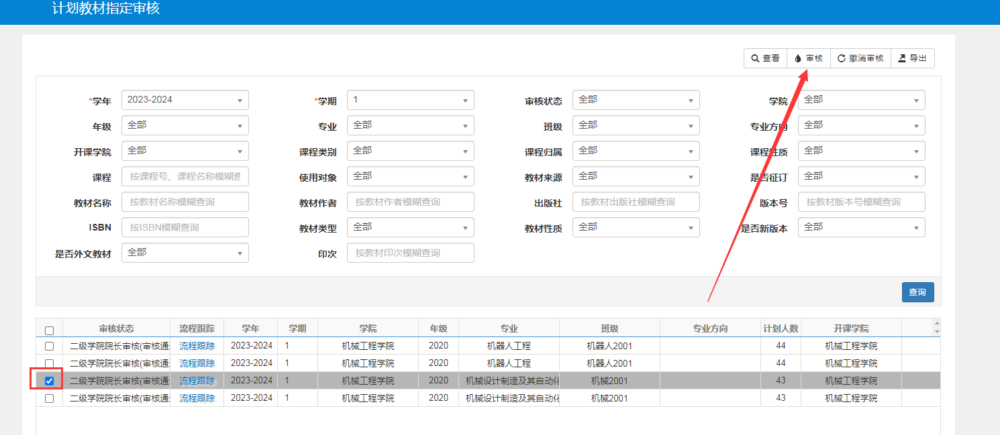 计划教材指定审核
查看 审核 撤消审核 导出
*学年 2023-2024 *学期 1 审核状态 全部 学院 全部
年级 全部 专业 全部 班级 全部 专业方向 全部
开课学院 全部 课程类别 全部 课程归属 全部 课程性质 全部
课程 按课程号、课程名称模糊查 使用对象 全部 教材来源 全部 是否征订 全部
教材名称 按教材名称模糊查询 教材作者 按教材作者模糊查询 出版社 按教材出版社模糊查询 版本号 按教材版本号模糊查询
ISBN 按ISBN模糊查询 教材类型 全部 教材性质 全部 是否新版本 全部
是否外文教材 全部 印次 按教材印次模糊查询
查询
审核状态 流程跟踪 学年 学期 学院 年级 专业 班级 专业方向 计划人数 开课学院
二级学院院长审核(审核通 流程跟踪 2023-2024 1 机械工程学院 2020 机器人工程 机器人2001 44 机械工程学院
二级学院院长审核(审核通 流程跟踪 2023-2024 1 机械工程学院 2020 机器人工程 机器人2001 44 机械工程学院
二级学院院长审核(审核通 流程跟踪 2023-2024 1 机械工程学院 2020 机械设计制造及其自动化 机械2001 43 机械工程学院
二级学院院长审核(审核通 流程跟踪 2023-2024 1 机械工程学院 2020 机械设计制造及其自动化 机械2001 43 机械工程学院